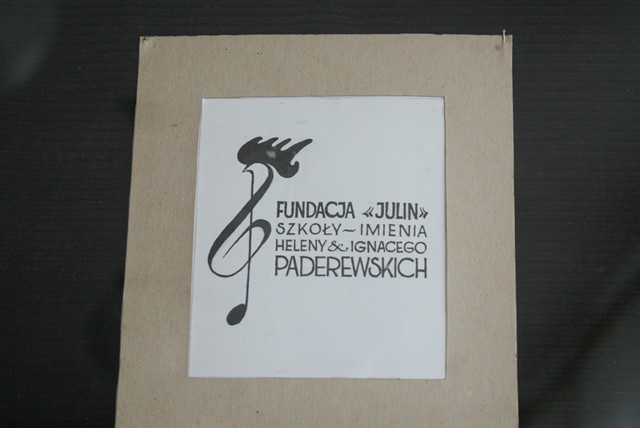 FUNDACJA «JULIN»
SZKOŁY~IMIENIA
HELENY & IGNACEGO
PADEREWSKICH